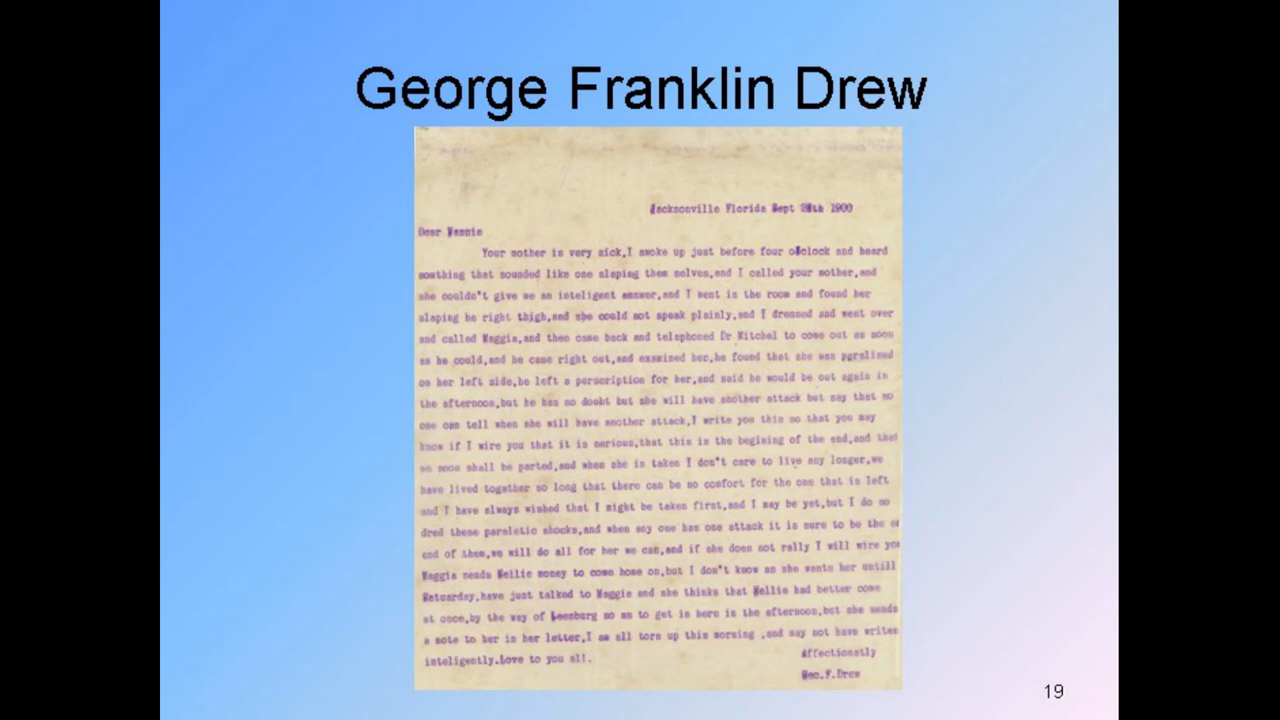 George Franklin Drew
Jacksonville Florida Sept 1900
Dear Nannie
Your mother is very sick,I awoke up just before four o'clock and heard
somthing that sounded like one slaping them selves,and I called your mother,and
she couldn't give me an inteligent answer,and I went in the room and found her
slaping he right thigh,and she could not speak plainly,and I dressed and went over
and called Maggie,and then came back and telephoned Dr Mitchel to come out as soon
as he could,and he came right out,and examined her,he found that she was paralised
on her left side,he left a perscription for her,and said he would be out again in
the afternoon,but he has no doubt but she will have another attack but say that no
one can tell when she will have another attack,I write you this so that you may
know if I wire you that it is serious,that this is the begining of the end,and that
we soon shall be parted,and when she is taken I don't care to live any longer,we
have lived together so long that there can be no comfort for the one that is left
and I have always wished that I might be taken first,and I may be yet,but I do so
dred these paraletic shocks,and when any one has one attack it is sure to be the
end of them,we will do all for her we can,and if she does not rally I will wire you
Maggie sends Nellie money to come home on,but I don't know as she wants her untill
have just talked to Maggie and she thinks that Nellie had better come
at once,by the way of Leesburg so as to get in here in the afternoon,but she sends
a note to her in her letter,I am all torn up this morning ,and may not have writen
inteligently.Love to you all.
Affectionatly
Geo.F.Drew
19